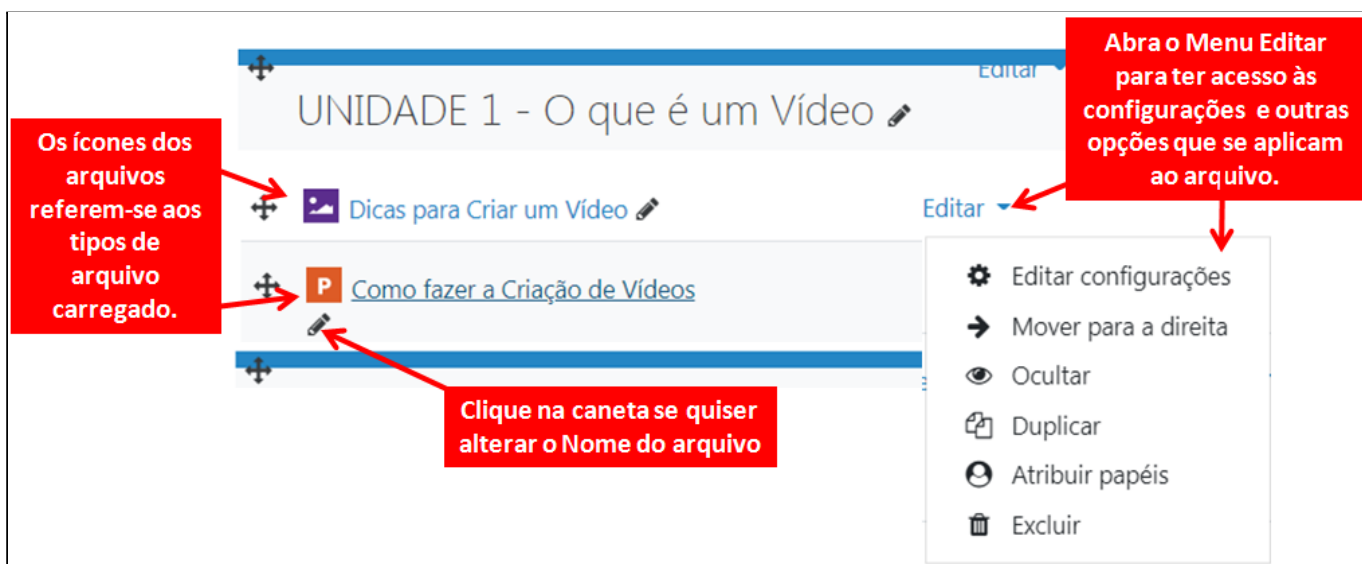 Editar
UNIDADE 1 - O que é um Vídeo
Abra o Menu Editar
para ter acesso às
configurações e outras
opções que se aplicam
ao arquivo.
Os ícones dos
arquivos
referem-se aos
tipos de
arquivo
carregado.
Dicas para Criar um Vídeo
Editar
P Como fazer a Criação de Vídeos
Editar configurações
Mover para a direita
Ocultar
Duplicar
Atribuir papéis
Excluir
Clique na caneta se quiser
alterar o Nome do arquivo